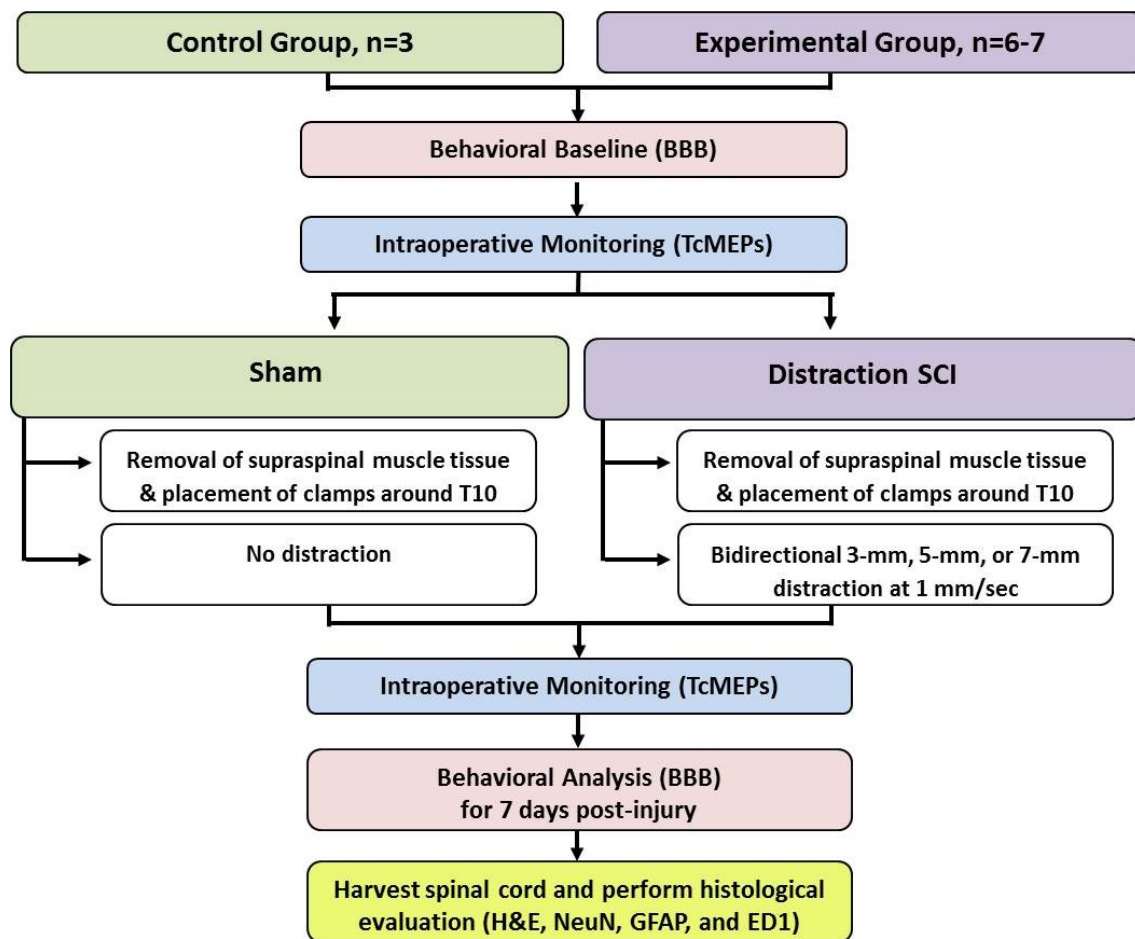 Control Group, n=3
Experimental Group, n=6-7
Behavioral Baseline (BBB)
Intraoperative Monitoring (TcMEPs)
Sham
Distraction SCI
Removal of supraspinal muscle tissue
& placement of clamps around T10
Removal of supraspinal muscle tissue
& placement of clamps around T10
No distraction
Bidirectional 3-mm, 5-mm, or 7-mm
distraction at 1 mm/sec
Intraoperative Monitoring (TcMEPs)
Behavioral Analysis (BBB)
for 7 days post-injury
Harvest spinal cord and perform histological
evaluation (H&E, NeuN, GFAP, and ED1)